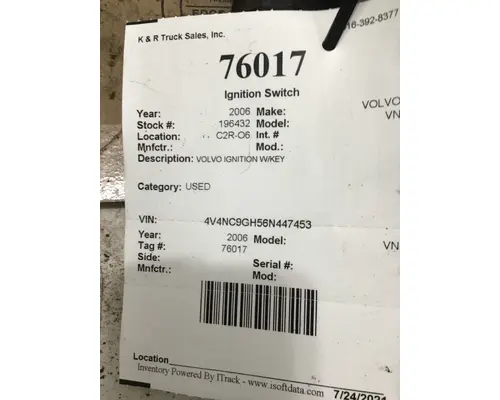 K & R Truck Sales, Inc.
16-392-8377
76017
Ignition Switch
Year: 2006 Make: VOLVO
Stock #: 196432 Model: VN
Location: C2R-O6 Int. #
Mnfctr.: Mod.:
Description: VOLVO IGNITION W/KEY
Category: USED
VIN: 4V4NC9GH56N447453
Year: 2006 Model: VN
Tag #: 76017
Side: Serial #:
Mnfctr.: Mod:
Location
Inventory Powered By ITrack - www.isoftdata.com 7/24/2021